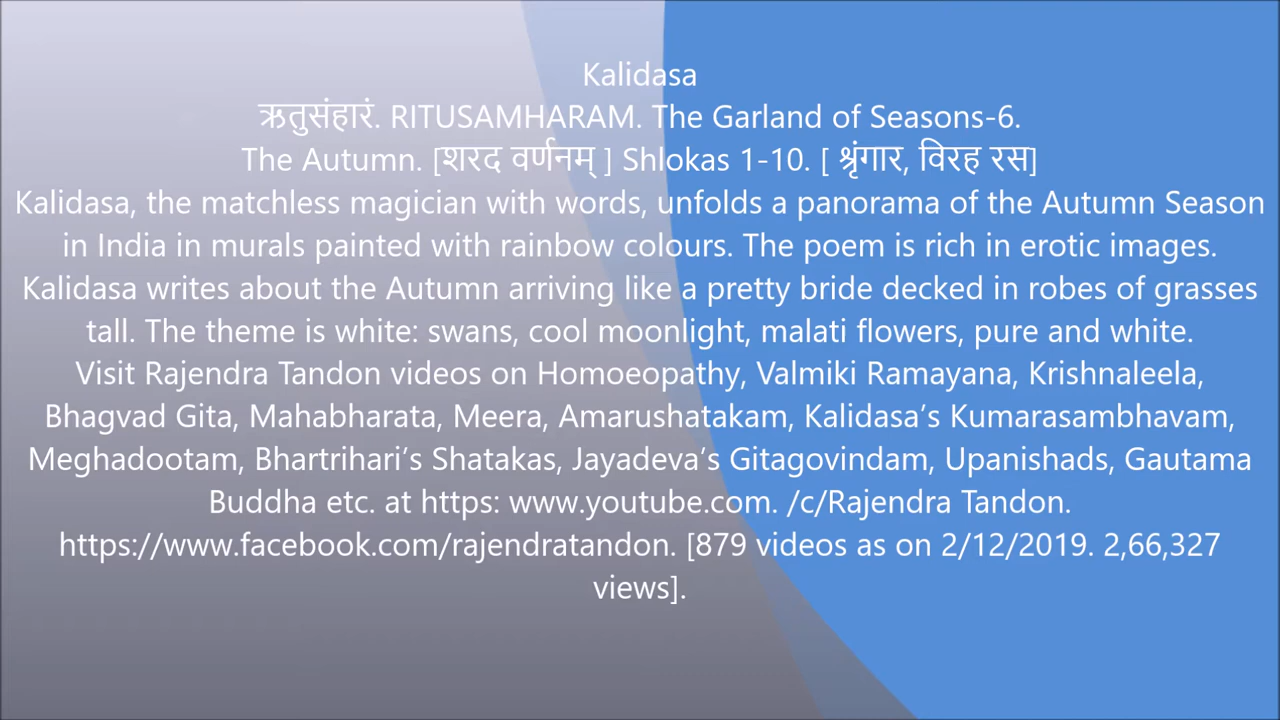 Kalidasa
ऋतुसंहारं. RITUSAMHARAM. The Garland of Seasons-6.
The Autumn. [शरद वर्णनम् ] Shlokas 1-10. [ श्रृंगार, विरह रस]
Kalidasa, the matchless magician with words, unfolds a panorama of the Autumn Season
in India in murals painted with rainbow colours. The poem is rich in erotic images.
Kalidasa writes about the Autumn arriving like a pretty bride decked in robes of grasses
tall. The theme is white: swans, cool moonlight, malati flowers, pure and white.
Visit Rajendra Tandon videos on Homoeopathy, Valmiki Ramayana, Krishnaleela,
Bhagvad Gita, Mahabharata, Meera, Amarushatakam, Kalidasa’s Kumarasambhavam,
Meghadootam, Bhartrihari’s Shatakas, Jayadeva‘s Gitagovindam, Upanishads, Gautama
Buddha etc. at https: www.youtube.com. /c/Rajendra Tandon.
https://www.facebook.com/rajendratandon. [879 videos as on 2/12/2019. 2,66,327
views].